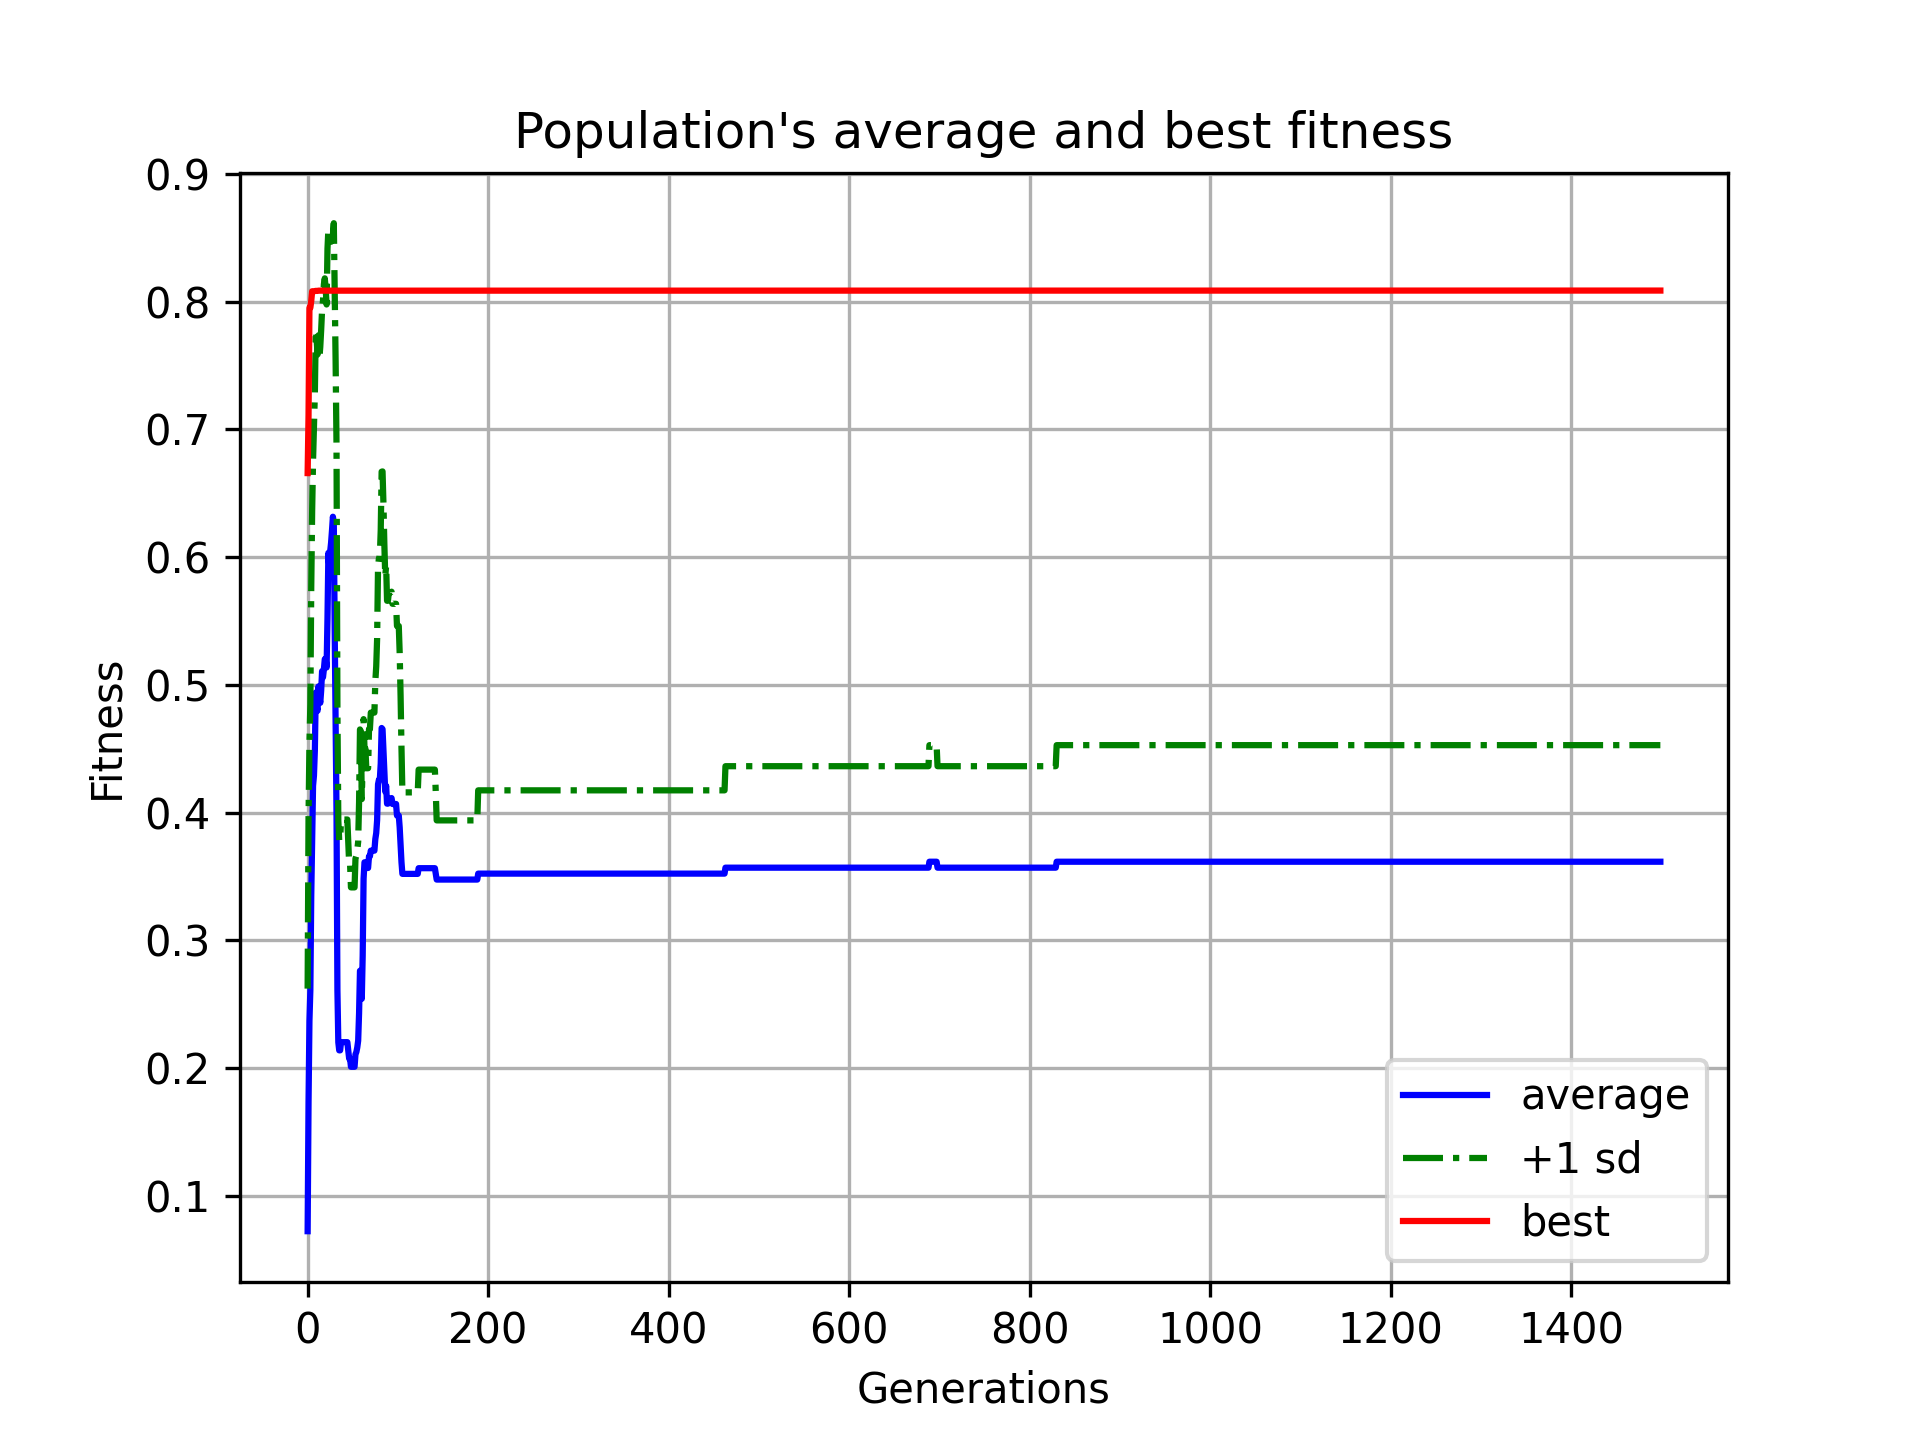 Population's average and best fitness
0.9
0.8
0.7
0.6
0.5
0.4
0.3
0.2
0.1
Fitness
0 200 400 600 800 1000 1200 1400
Generations
average
+1 sd
best